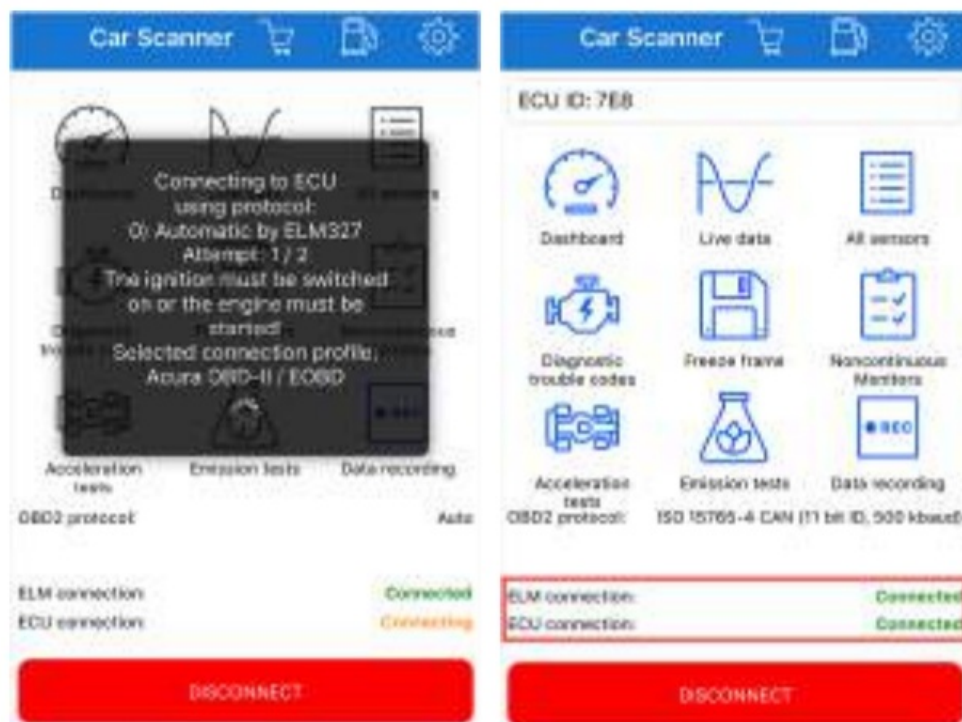 Car Scanner
Connecting to ECU
using protocol:
0) Automatic by ELM327
Attempt: 1 / 2
The ignition must be switched
on or the engine must be
started!
Selected connection profile:
Acura OBD-II / EOBD
Acceleration
tests
Emission tests
Data recording
OBD2 protocol:
Auto
ELM connection:
Connected
ECU connection:
Connecting
DISCONNECT
Car Scanner
ECU ID: 7E8
Dashboard
Live data
All sensors
Diagnostic
trouble codes
Freeze frame
Noncontinuous
Monitors
REC
Acceleration
tests
Emission tests
Data recording
OBD2 protocol:
ISO 15765-4 CAN (11 bit ID, 500 kbaud)
ELM connection:
Connected
ECU connection:
Connected
DISCONNECT